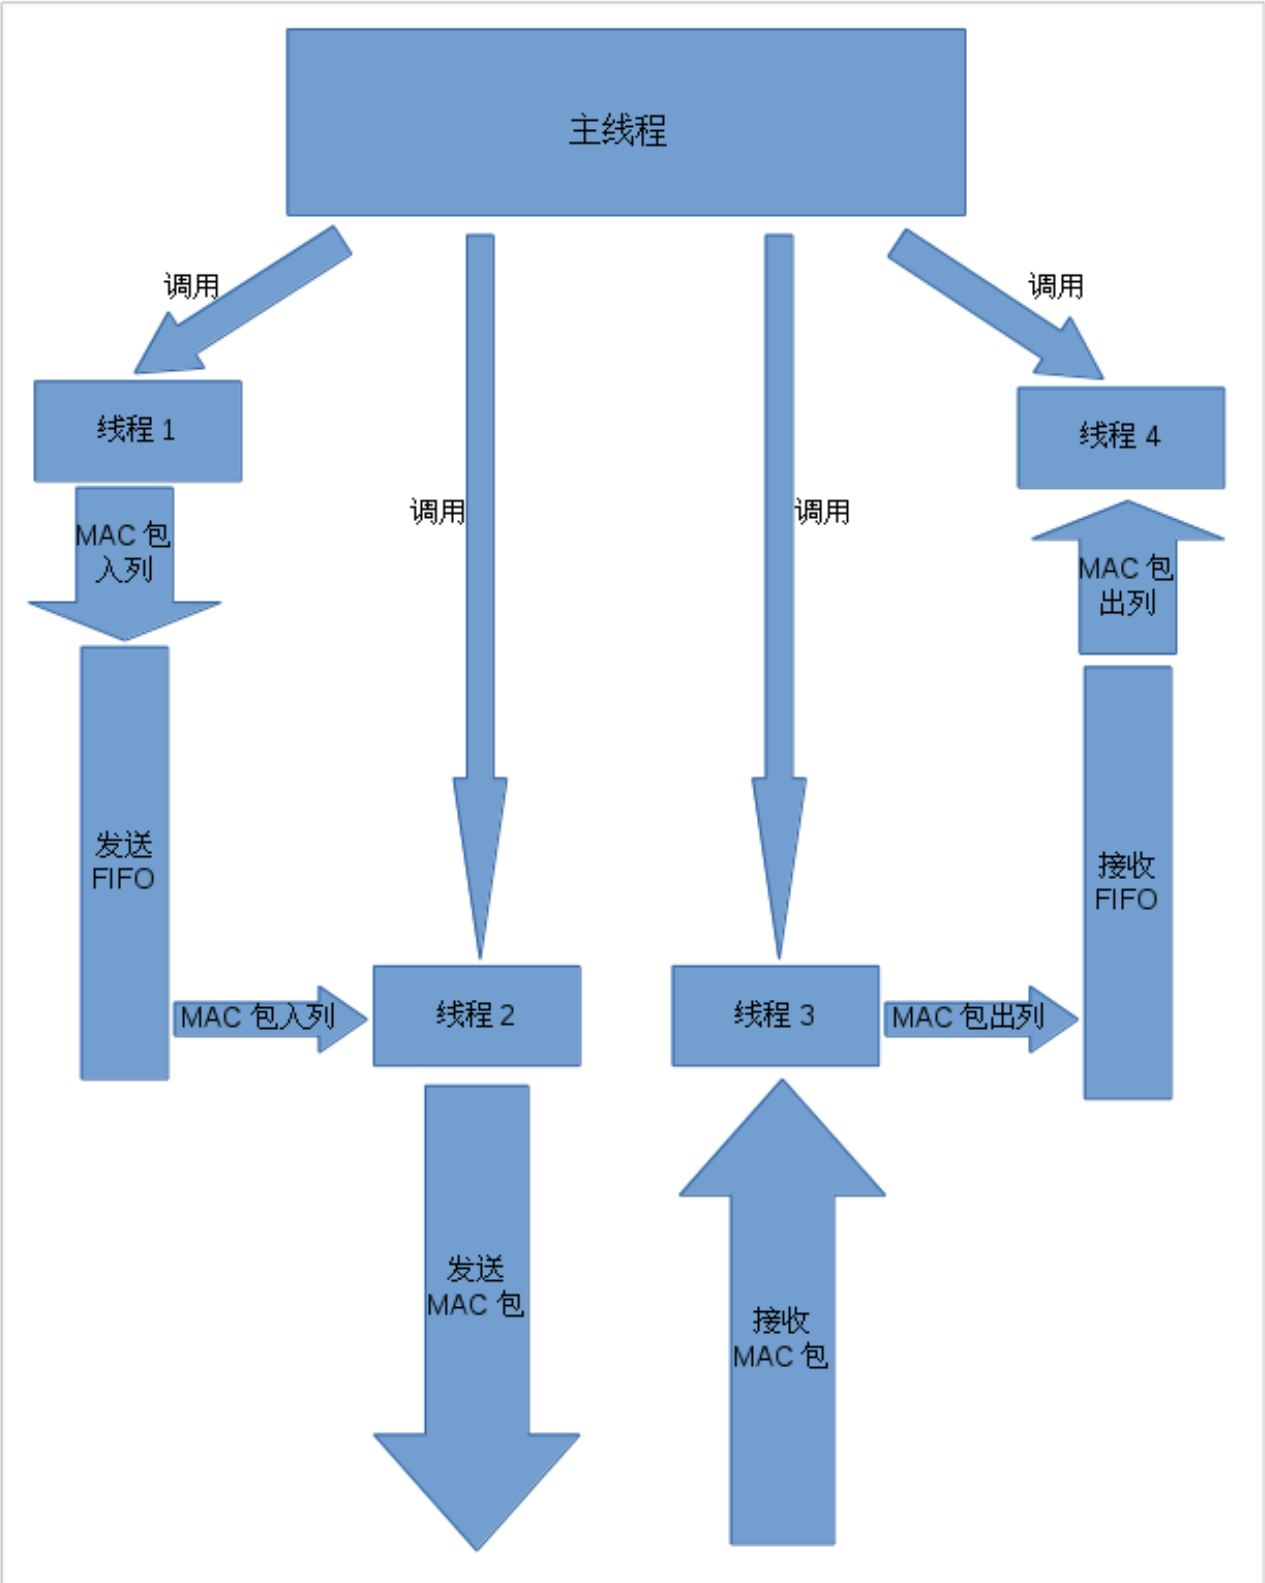 主线程
调用
调用
线程 1
线程 4
调用
调用
MAC 包
入列
MAC 包
出列
发送
FIFO
接收
FIFO
MAC 包入列
线程 2
线程 3
MAC 包出列
发送
MAC 包
接收
MAC 包